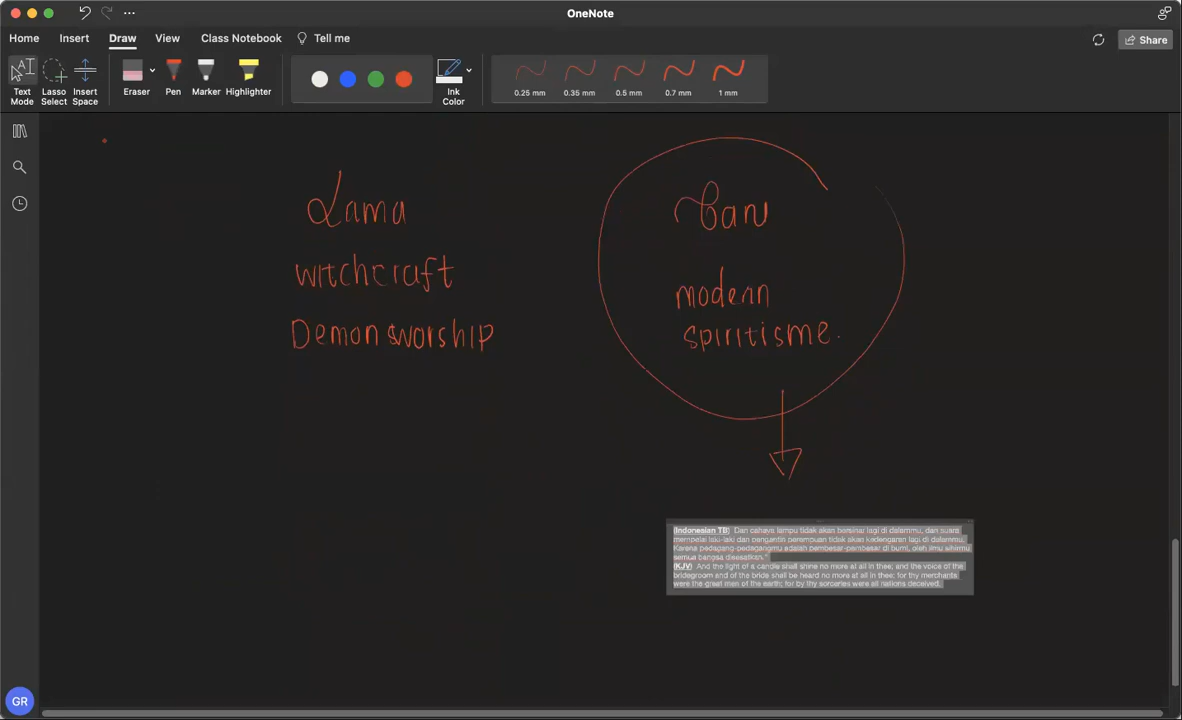 OneNote
Home Insert Draw View Class Notebook Tell me
Share
Text Mode
Lasso Select
Insert Space
Eraser
Pen
Marker
Highlighter
Ink Color
0.25 mm 0.35 mm 0.5 mm 0.7 mm 1 mm
Lama
witchcraft
Demonsworship
baru
modern
spiritisme.
(Indonesian TB) Dan cahaya lampu tidak akan bersinar lagi di dalammu, dan suara
mempelai laki-laki dan pengantin perempuan tidak akan kedengaran lagi di dalammu.
Karena pedagang-pedagangmu adalah pembesar-pembesar di bumi, oleh ilmu sihirmu
semua bangsa disesatkan."
(KJV) And the light of a candle shall shine no more at all in thee; and the voice of the
bridegroom and of the bride shall be heard no more at all in thee: for thy merchants
were the great men of the earth; for by thy sorceries were all nations deceived.
GR